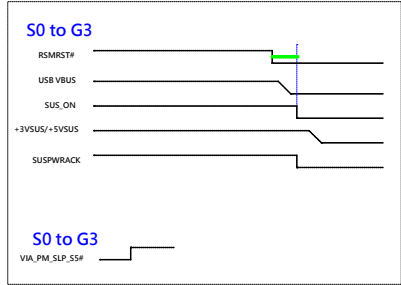 S0 to G3
RSMRST#
USB VBUS
SUS_ON
+3VSUS/+5VSUS
SUSPWRACK
S0 to G3
VIA_PM_SLP_S5#